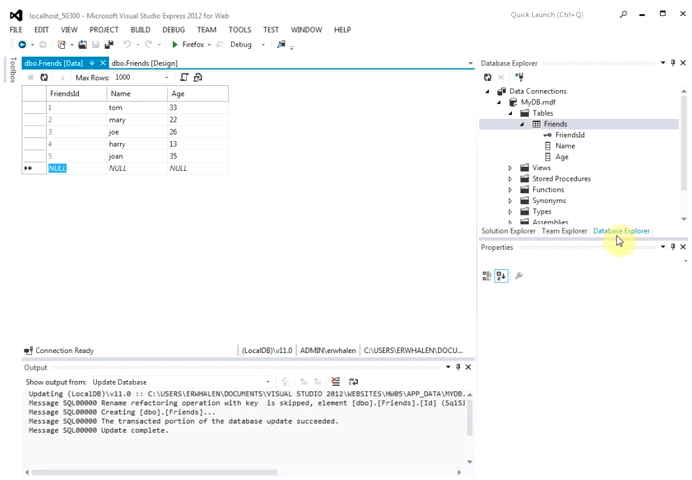 localhost_50300 - Microsoft Visual Studio Express 2012 for Web
Quick Launch (Ctrl+Q)
FILE EDIT VIEW PROJECT BUILD DEBUG TEAM TOOLS TEST WINDOW HELP
Firefox Debug
Toolbox
dbo.Friends [Data] dbo.Friends [Design]
Max Rows: 1000
FriendsId Name Age
1 tom 33
2 mary 22
3 joe 26
4 harry 13
5 joan 35
NULL NULL NULL
Connection Ready (LocalDB)\v11.0 ADMIN\erwhalen C:\USERS\ERWHALEN\DOCU...
Output
Show output from: Update Database
Updating (LocalDB)\v11.0 :: C:\USERS\ERWHALEN\DOCUMENTS\VISUAL STUDIO 2012\WEBSITES\HW05\APP_DATA\MYDB.
Message SQL00000 Rename refactoring operation with key is skipped, element [dbo].[Friends].[Id] (SqlSi
Message SQL00000 Creating [dbo].[Friends]...
Message SQL00000 The transacted portion of the database update succeeded.
Message SQL00000 Update complete.
Database Explorer
Data Connections
MyDB.mdf
Tables
Friends
FriendsId
Name
Age
Views
Stored Procedures
Functions
Synonyms
Types
Assemblies
Solution Explorer Team Explorer Database Explorer
Properties